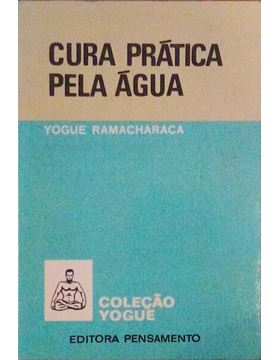 CURA PRÁTICA
PELA ÁGUA
YOGUE RAMACHARACA
COLEÇÃO
YOGUE
EDITORA PENSAMENTO